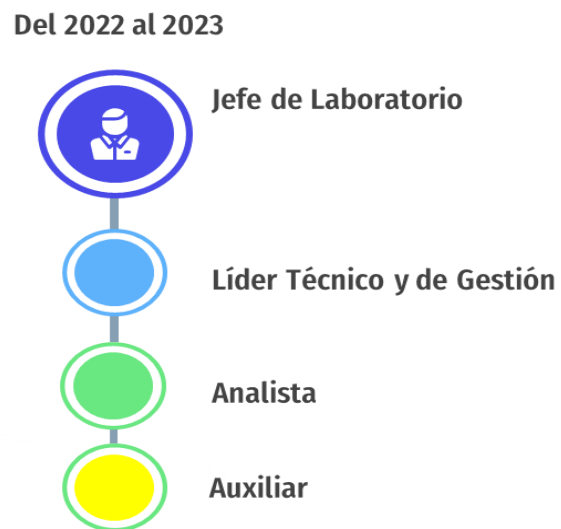 Del 2022 al 2023
Jefe de Laboratorio
Líder Técnico y de Gestión
Analista
Auxiliar